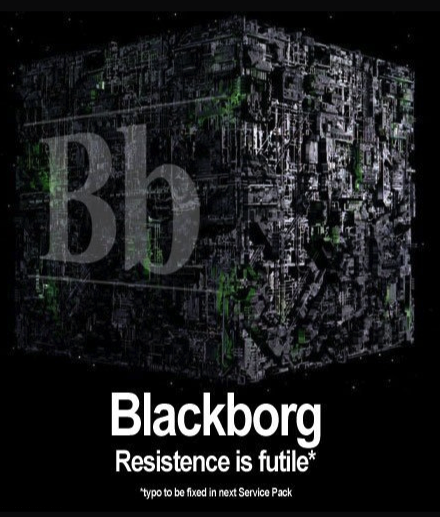 Bb
Blackborg
Resistence is futile*
*typo to be fixed in next Service Pack